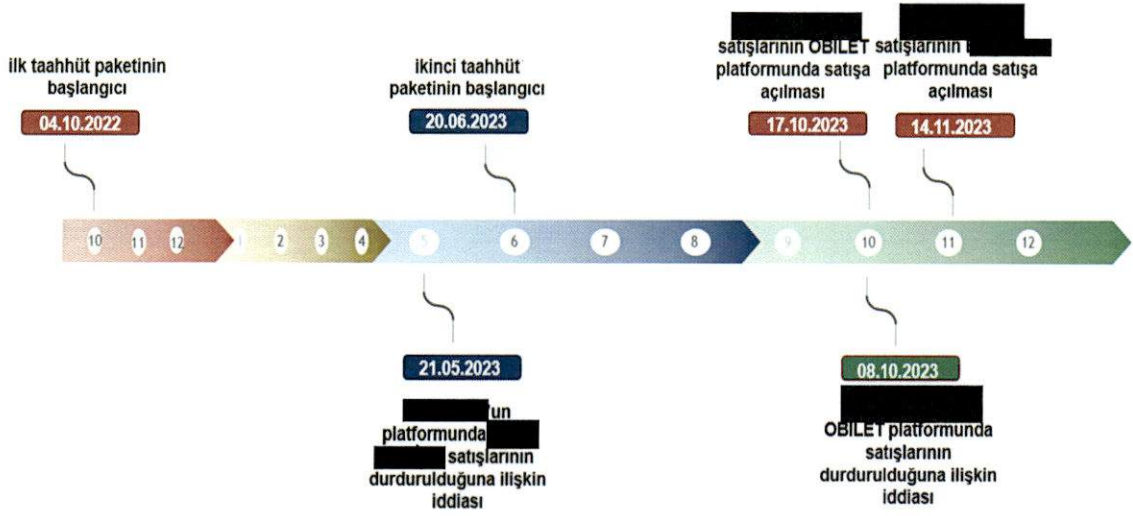 ilk taahhüt paketinin
başlangıcı
04.10.2022
ikinci taahhüt
paketinin başlangıcı
20.06.2023
satışlarının OBILET
platformunda satışa
açılması
17.10.2023
satışlarının
platformunda satışa
açılması
14.11.2023
10 11 12 1 2 3 4 5 6 7 8 9 10 11 12
21.05.2023
'un
platformunda
satışlarının
durdurulduğuna ilişkin
iddiası
08.10.2023
OBILET platformunda
satışlarının
durdurulduğuna ilişkin
iddiası